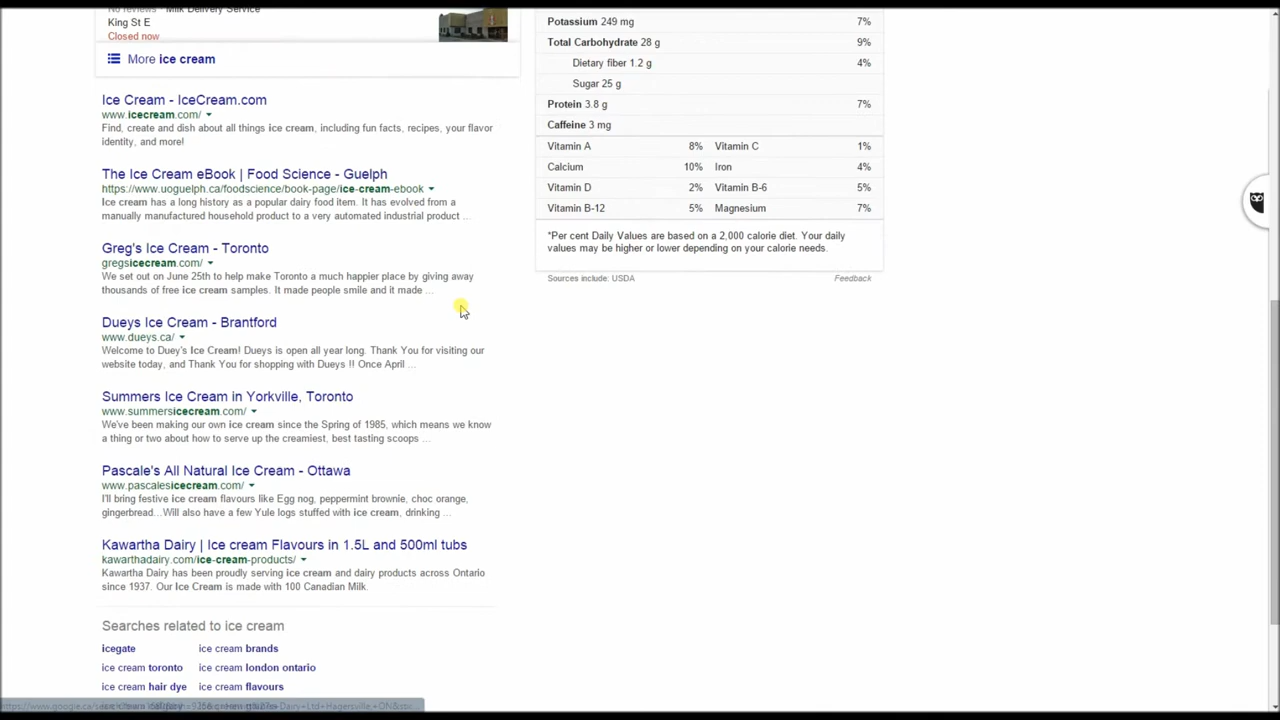 No reviews · Milk Delivery Service
King St E
Closed now
More ice cream
Ice Cream - IceCream.com
www.icecream.com/
Find, create and dish about all things ice cream, including fun facts, recipes, your flavor
identity, and more!
The Ice Cream eBook | Food Science - Guelph
https://www.uoguelph.ca/foodscience/book-page/ice-cream-ebook
Ice cream has a long history as a popular dairy food item. It has evolved from a
manually manufactured household product to a very automated industrial product ...
Greg's Ice Cream - Toronto
gregsicecream.com/
We set out on June 25th to help make Toronto a much happier place by giving away
thousands of free ice cream samples. It made people smile and it made ...
Dueys Ice Cream - Brantford
www.dueys.ca/
Welcome to Duey's Ice Cream! Dueys is open all year long. Thank You for visiting our
website today, and Thank You for shopping with Dueys !! Once April ...
Summers Ice Cream in Yorkville, Toronto
www.summersicecream.com/
We've been making our own ice cream since the Spring of 1985, which means we know
a thing or two about how to serve up the creamiest, best tasting scoops ...
Pascale's All Natural Ice Cream - Ottawa
www.pascalesicecream.com/
I'll bring festive ice cream flavours like Egg nog, peppermint brownie, choc orange,
gingerbread...Will also have a few Yule logs stuffed with ice cream, drinking ...
Kawartha Dairy | Ice cream Flavours in 1.5L and 500ml tubs
kawarthadairy.com/ice-cream-products/
Kawartha Dairy has been proudly serving ice cream and dairy products across Ontario
since 1937. Our Ice Cream is made with 100 Canadian Milk.
Searches related to ice cream
icegate ice cream brands
ice cream toronto ice cream london ontario
ice cream hair dye ice cream flavours
Potassium 249 mg 7%
Total Carbohydrate 28 g 9%
Dietary fiber 1.2 g 4%
Sugar 25 g
Protein 3.8 g 7%
Caffeine 3 mg
Vitamin A 8% Vitamin C 1%
Calcium 10% Iron 4%
Vitamin D 2% Vitamin B-6 5%
Vitamin B-12 5% Magnesium 7%
*Per cent Daily Values are based on a 2,000 calorie diet. Your daily
values may be higher or lower depending on your calorie needs.
Sources include: USDA Feedback